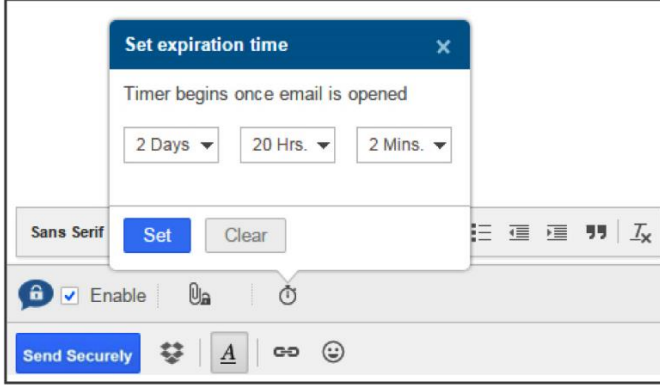 Set expiration time
Timer begins once email is opened
2 Days 20 Hrs. 2 Mins.
Sans Serif
Set Clear
Enable
Send Securely A